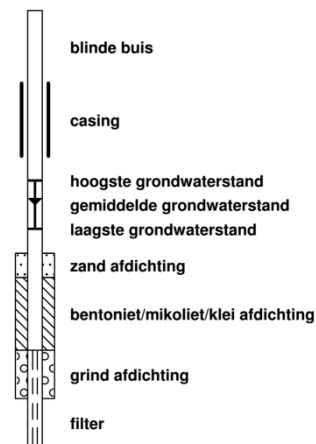 blinde buis
casing
hoogste grondwaterstand
gemiddelde grondwaterstand
laagste grondwaterstand
zand afdichting
bentoniet/mikoliet/klei afdichting
grind afdichting
filter